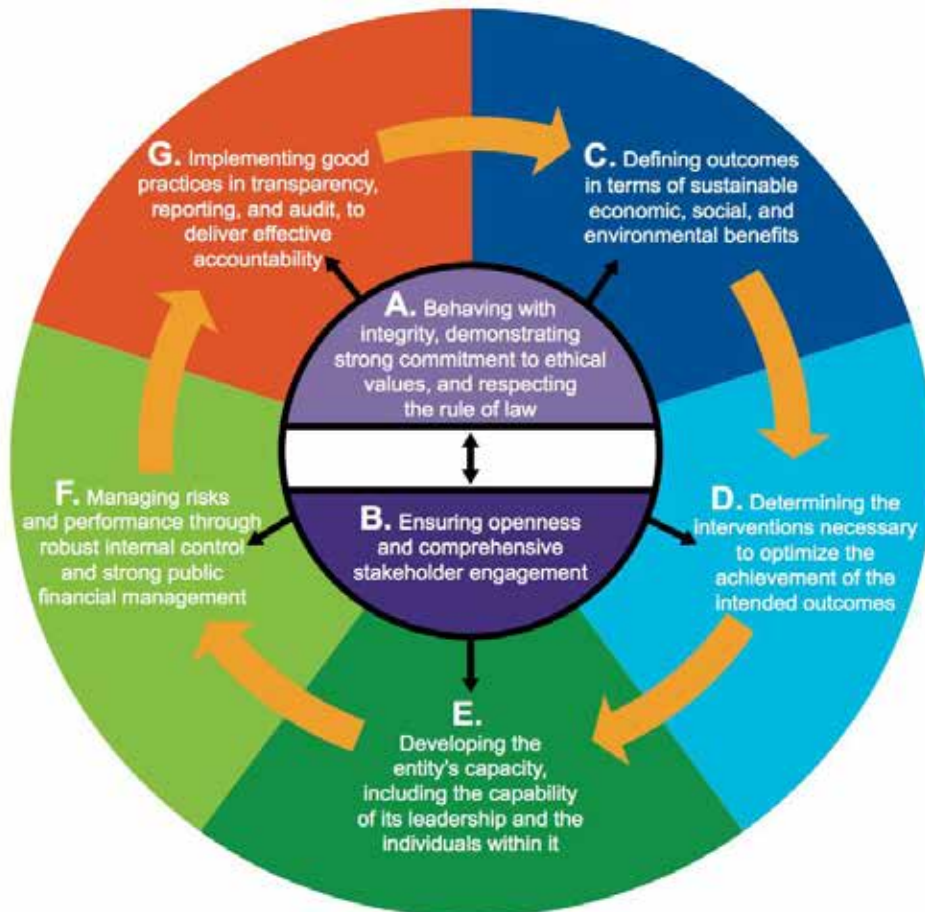 G. Implementing good
practices in transparency,
reporting, and audit, to
deliver effective
accountability
C. Defining outcomes
in terms of sustainable
economic, social, and
environmental benefits
A. Behaving with
integrity, demonstrating
strong commitment to ethical
values, and respecting
the rule of law
F. Managing risks
and performance through
robust internal control
and strong public
financial management
B. Ensuring openness
and comprehensive
stakeholder engagement
D. Determining the
interventions necessary
to optimize the
achievement of the
intended outcomes
E.
Developing the
entity's capacity,
including the capability
of its leadership and the
individuals within it